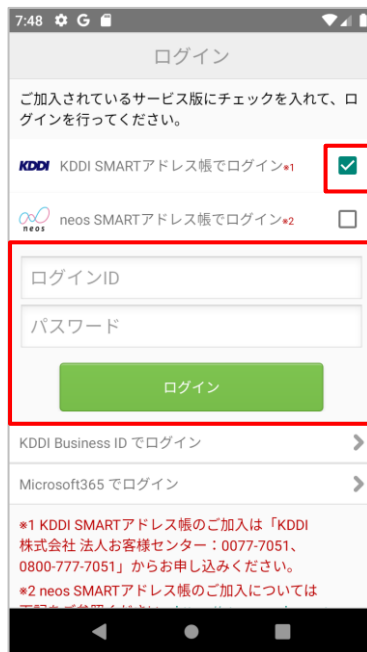 7:48 G
ログイン
ご加入されているサービス版にチェックを入れて、ロ
グインを行ってください。
KDDI KDDI SMARTアドレス帳でログイン*1
neos neos SMARTアドレス帳でログイン*2
ログインID
パスワード
ログイン
KDDI Business ID でログイン
Microsoft365 でログイン
*1 KDDI SMARTアドレス帳のご加入は「KDDI
株式会社 法人お客様センター：0077-7051、
0800-777-7051」からお申し込みください。
*2 neos SMARTアドレス帳のご加入については